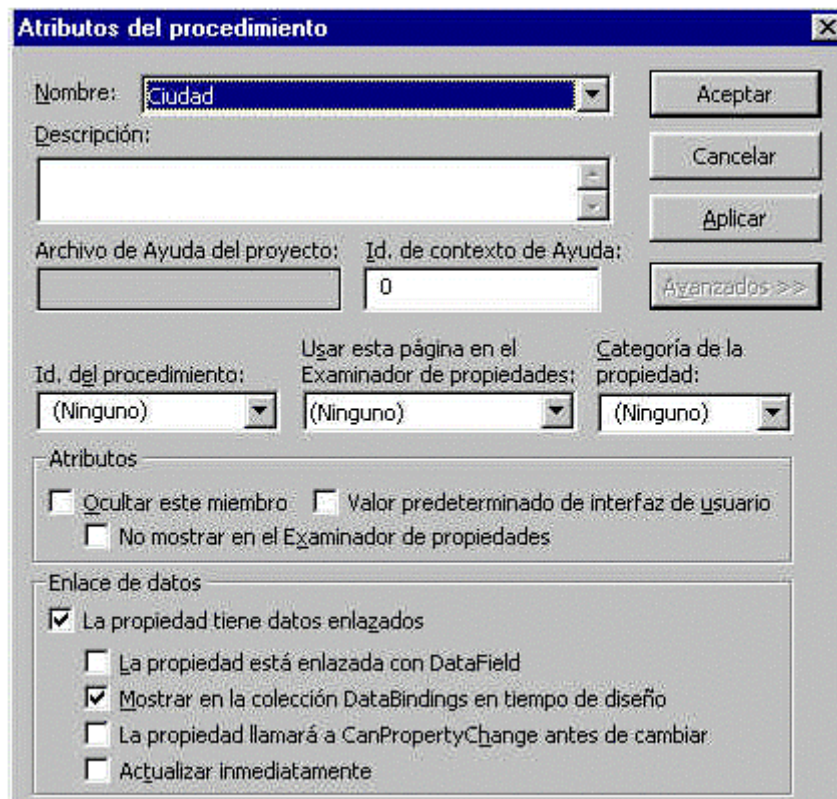 Atributos del procedimiento
Nombre: Ciudad
Aceptar
Descripción:
Cancelar
Aplicar
Archivo de Ayuda del proyecto: Id. de contexto de Ayuda:
0
Avanzados >>
Usar esta página en el Examinador de propiedades:
Categoría de la propiedad:
Id. del procedimiento:
(Ninguno) (Ninguno) (Ninguno)
Atributos
Ocultar este miembro Valor predeterminado de interfaz de usuario
No mostrar en el Examinador de propiedades
Enlace de datos
La propiedad tiene datos enlazados
La propiedad está enlazada con DataField
Mostrar en la colección DataBindings en tiempo de diseño
La propiedad llamará a CanPropertyChange antes de cambiar
Actualizar inmediatamente